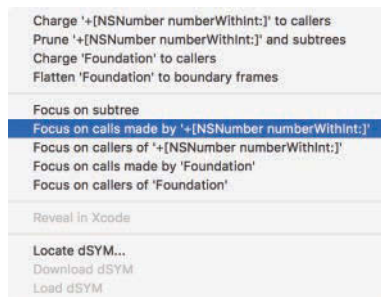 Charge '+[NSNumber numberWithInt:]' to callers
Prune '+[NSNumber numberWithInt:]' and subtrees
Charge 'Foundation' to callers
Flatten 'Foundation' to boundary frames
Focus on subtree
Focus on calls made by '+[NSNumber numberWithInt:]'
Focus on callers of '+[NSNumber numberWithInt:]'
Focus on calls made by 'Foundation'
Focus on callers of 'Foundation'
Reveal in Xcode
Locate dSYM...
Download dSYM
Load dSYM